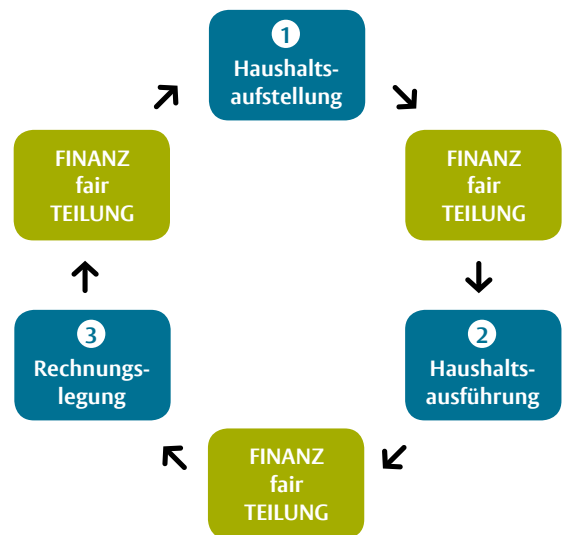 1
Haushalts-
aufstellung
FINANZ
fair
TEILUNG
2
Haushalts-
ausführung
FINANZ
fair
TEILUNG
3
Rechnungs-
legung
FINANZ
fair
TEILUNG